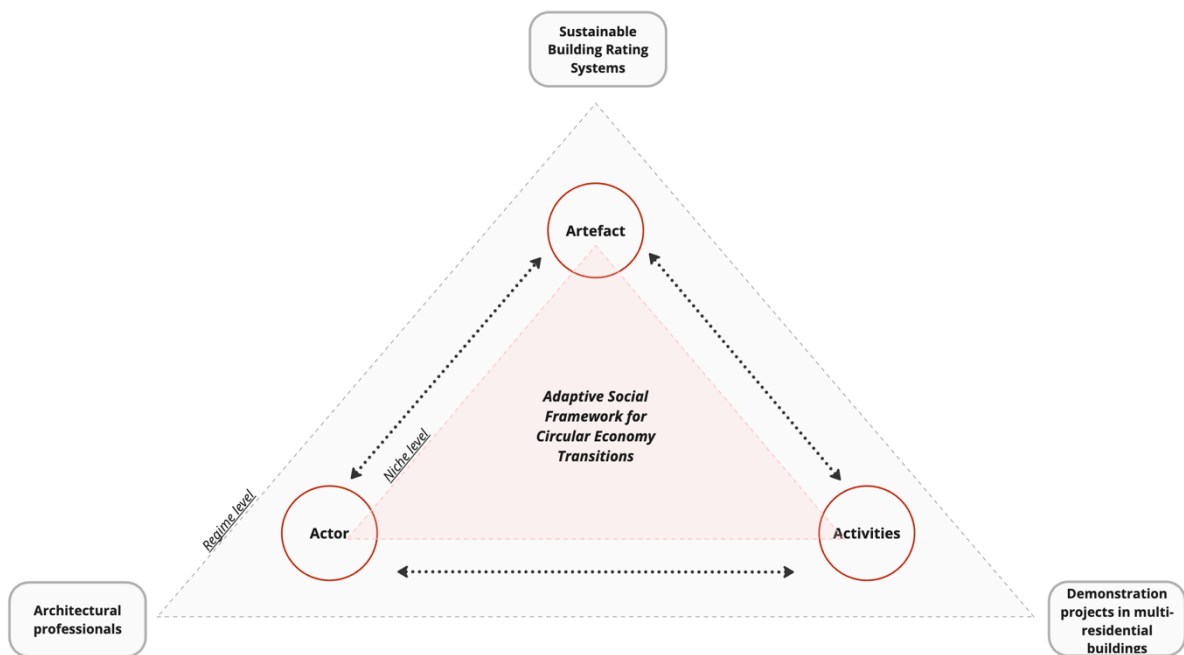 Sustainable
Building Rating
Systems
Artefact
Adaptive Social
Framework for
Circular Economy
Transitions
Niche level
Regime level
Actor
Activities
Architectural
professionals
Demonstration
projects in multi-
residential
buildings